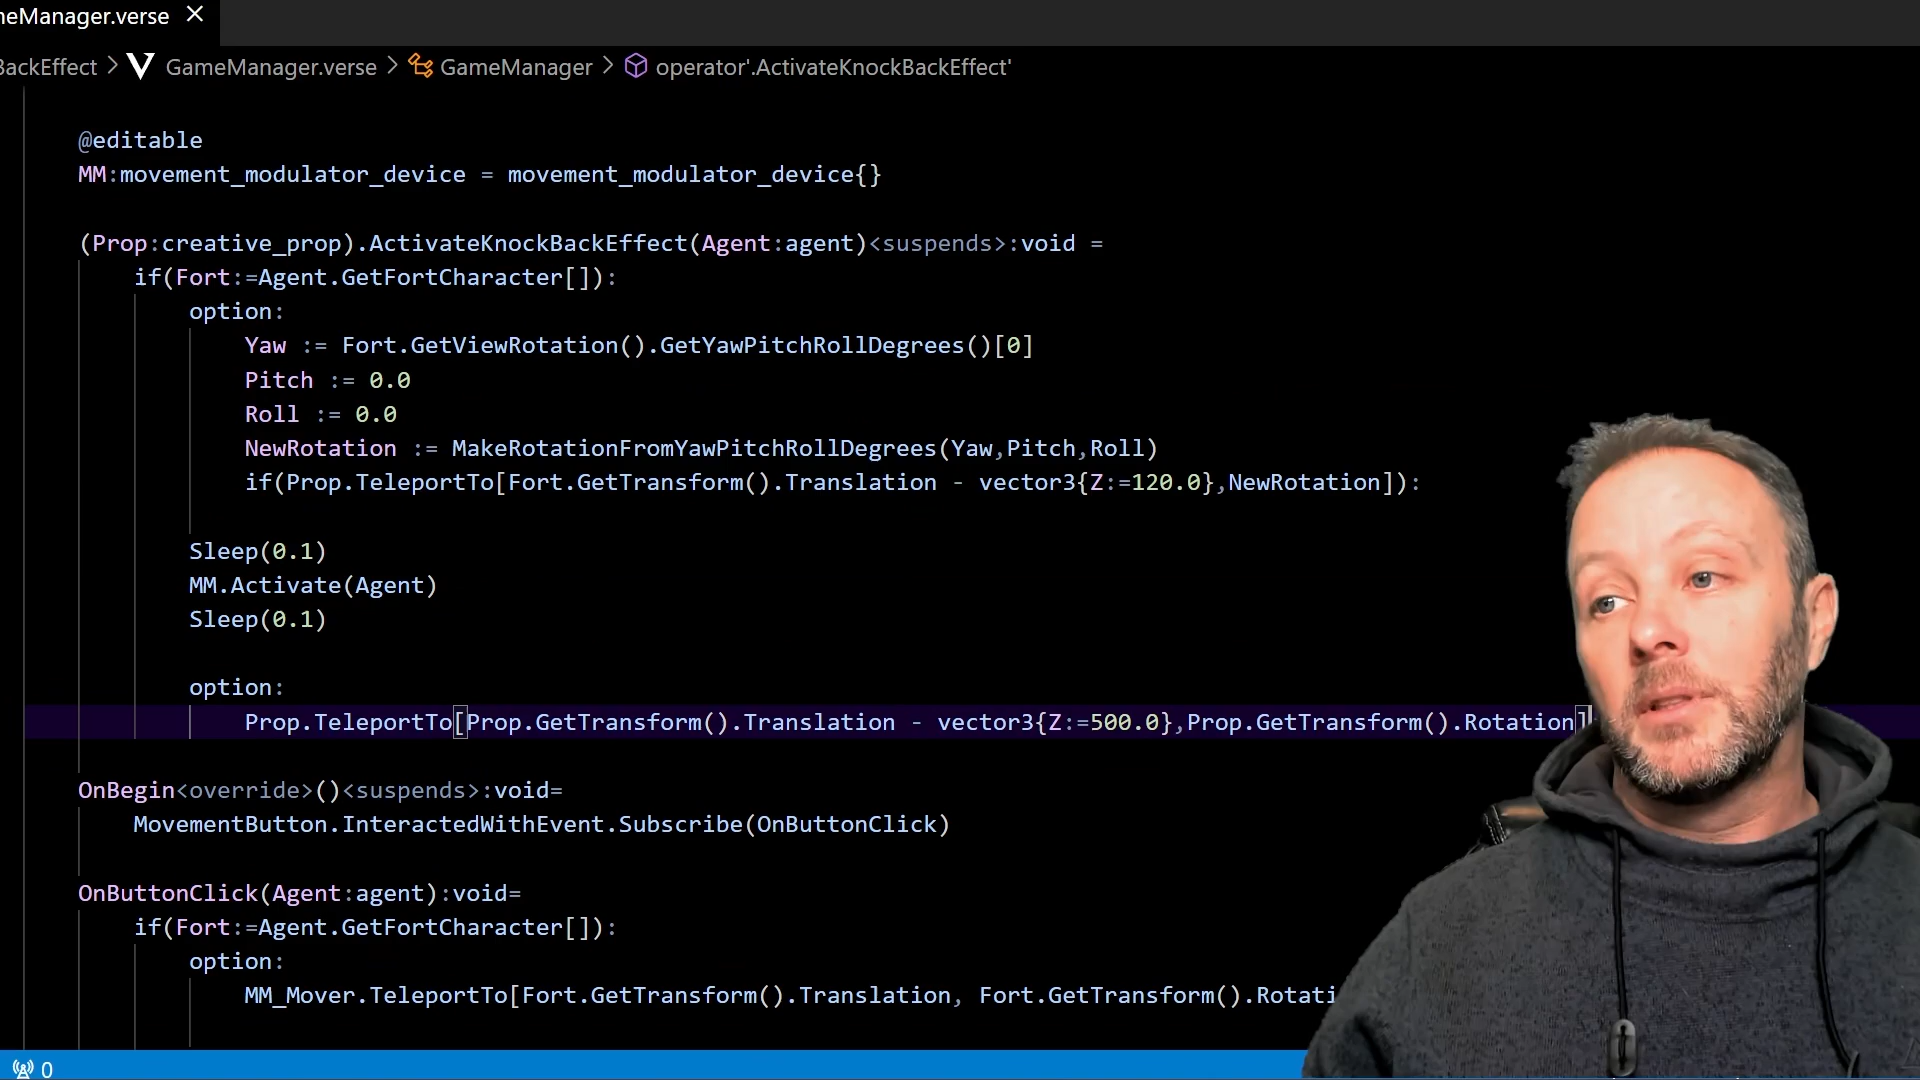 GameManager.verse
GameManager.verse > GameManager > operator'.ActivateKnockBackEffect'
@editable
MM:movement_modulator_device = movement_modulator_device{}
(Prop:creative_prop).ActivateKnockBackEffect(Agent:agent)<suspends>:void =
if(Fort:=Agent.GetFortCharacter[]):
option:
Yaw := Fort.GetViewRotation().GetYawPitchRollDegrees()[0]
Pitch := 0.0
Roll := 0.0
NewRotation := MakeRotationFromYawPitchRollDegrees(Yaw,Pitch,Roll)
if(Prop.TeleportTo[Fort.GetTransform().Translation - vector3{Z:=120.0},NewRotation]):
Sleep(0.1)
MM.Activate(Agent)
Sleep(0.1)
option:
Prop.TeleportTo[Prop.GetTransform().Translation - vector3{Z:=500.0},Prop.GetTransform().Rotation]
OnBegin<override>()<suspends>:void=
MovementButton.InteractedWithEvent.Subscribe(OnButtonClick)
OnButtonClick(Agent:agent):void=
if(Fort:=Agent.GetFortCharacter[]):
option:
MM_Mover.TeleportTo[Fort.GetTransform().Translation, Fort.GetTransform().Rotati
0